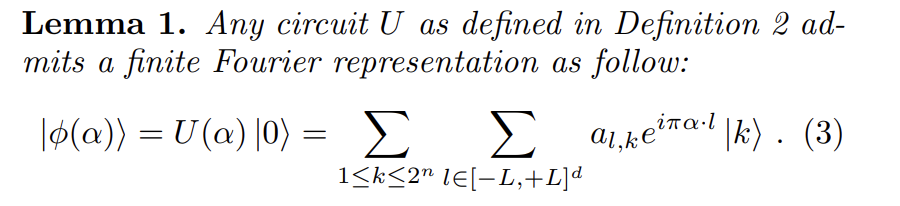 Lemma 1. Any circuit U as defined in Definition 2 ad-
mits a finite Fourier representation as follow:
|ϕ(α)⟩ = U(α) |0⟩ = ∑_{1≤k≤2^n} ∑_{l∈[−L,+L]^d} a_{l,k} e^{iπα·l} |k⟩ . (3)